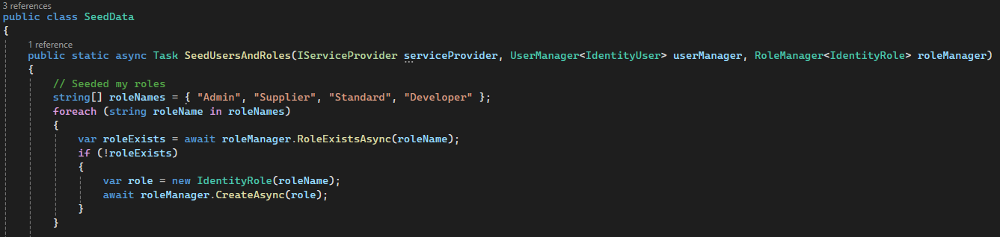 3 references
public class SeedData
{
1 reference
public static async Task SeedUsersAndRoles(IServiceProvider serviceProvider, UserManager<IdentityUser> userManager, RoleManager<IdentityRole> roleManager)
{
// Seeded my roles
string[] roleNames = { "Admin", "Supplier", "Standard", "Developer" };
foreach (string roleName in roleNames)
{
var roleExists = await roleManager.RoleExistsAsync(roleName);
if (!roleExists)
{
var role = new IdentityRole(roleName);
await roleManager.CreateAsync(role);
}
}